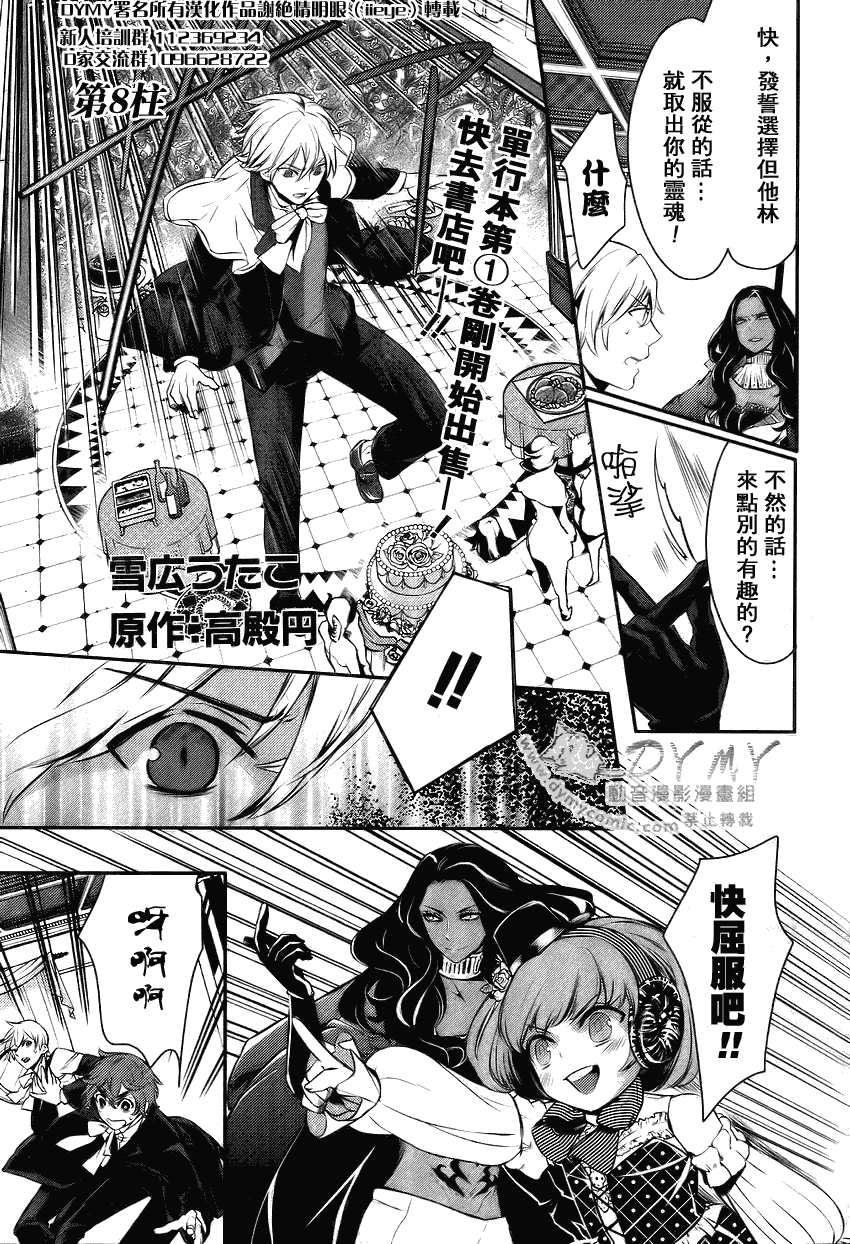 DYMY署名所有漢化作品謝絶精明眼(iieye)轉載
新人培訓群112369234
D家交流群1096628722
第8柱
快，發誓選擇但他林
不服從的話…
就取出你的靈魂！
什麼
單行本第①卷剛開始出售—！
快去書店吧—!!
啪
不然的話…
來點別的有趣的？
雪広うたこ
原作:高殿円
!!
DYMY
動音漫影漫畫組
www.dymycomic.com 禁止轉載
快屈服吧!!
呀啊啊